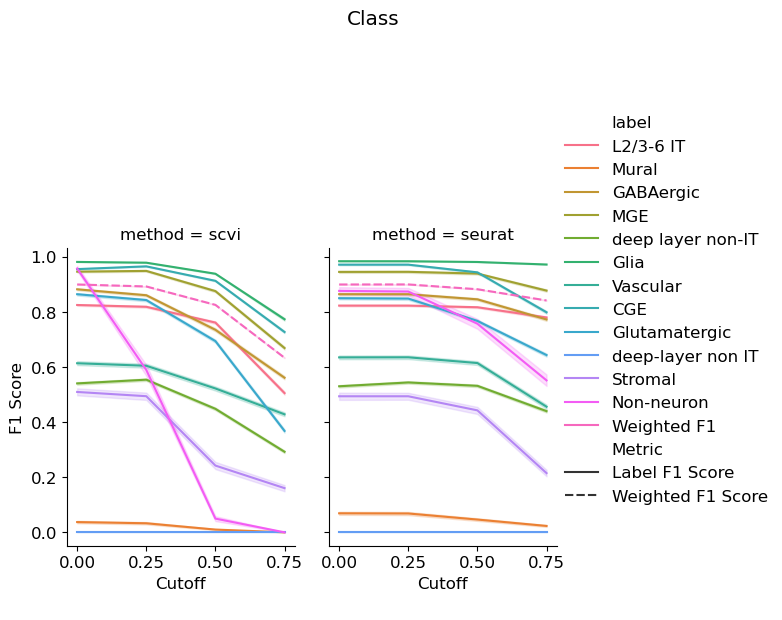 Class
method = scvi
method = seurat
F1 Score
1.0
0.8
0.6
0.4
0.2
0.0
0.00 0.25 0.50 0.75
0.00 0.25 0.50 0.75
Cutoff
Cutoff
label
L2/3-6 IT
Mural
GABAergic
MGE
deep layer non-IT
Glia
Vascular
CGE
Glutamatergic
deep-layer non IT
Stromal
Non-neuron
Weighted F1
Metric
Label F1 Score
Weighted F1 Score